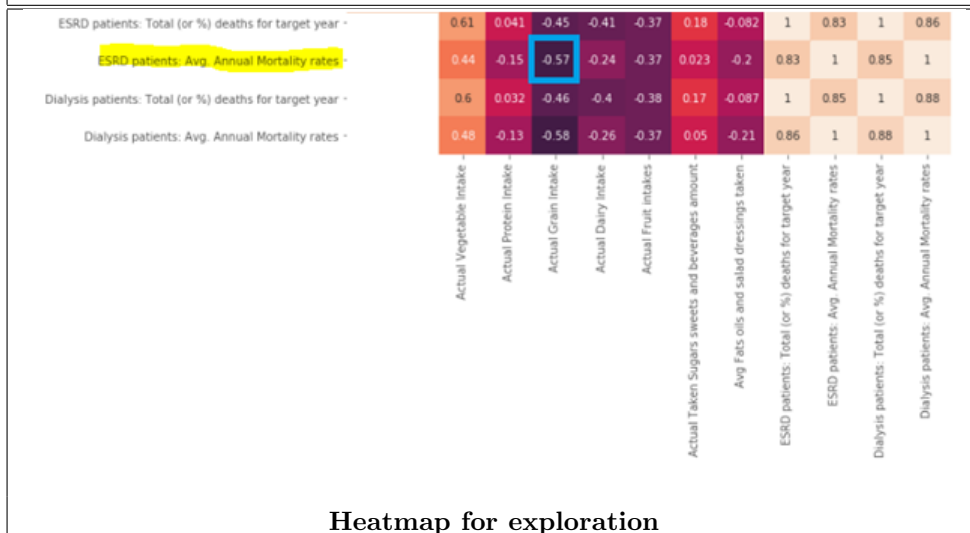 ESRD patients: Total (or %) deaths for target year - 0.61 0.041 -0.45 -0.41 -0.37 0.18 -0.082 1 0.83 1 0.86
ESRD patients: Avg. Annual Mortality rates - 0.44 -0.15 -0.57 -0.24 -0.37 0.023 -0.2 0.83 1 0.85 1
Dialysis patients: Total (or %) deaths for target year - 0.6 0.032 -0.46 -0.4 -0.38 0.17 -0.087 1 0.85 1 0.88
Dialysis patients: Avg. Annual Mortality rates - 0.48 -0.13 -0.58 -0.26 -0.37 0.05 -0.21 0.86 1 0.88 1
Actual Vegetable Intake -
Actual Protein Intake -
Actual Grain Intake -
Actual Dairy Intake -
Actual Fruit intakes -
Actual Taken Sugars sweets and beverages amount -
Avg Fats oils and salad dressings taken -
ESRD patients: Total (or %) deaths for target year -
ESRD patients: Avg. Annual Mortality rates -
Dialysis patients: Total (or %) deaths for target year -
Dialysis patients: Avg. Annual Mortality rates -
Heatmap for exploration